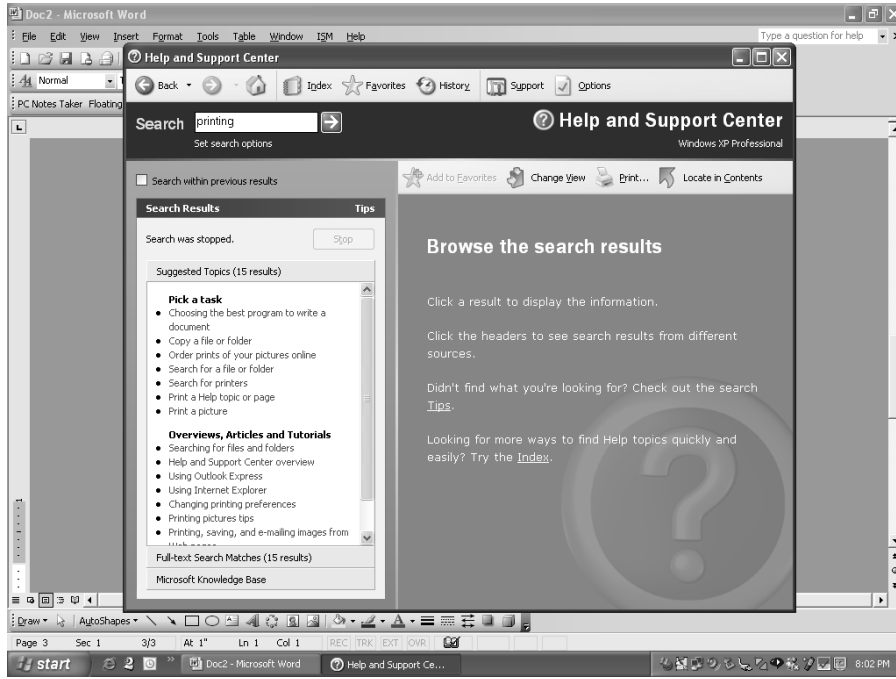 Doc2 - Microsoft Word
File Edit View Insert Format Tools Table Window ISM Help
Type a question for help
Normal
PC Notes Taker Floating
Help and Support Center
Back Index Favorites History Support Options
Search printing
Set search options
Help and Support Center
Windows XP Professional
Search within previous results
Add to Favorites Change View Print... Locate in Contents
Search Results Tips
Search was stopped. Stop
Suggested Topics (15 results)
Pick a task
Choosing the best program to write a
document
Copy a file or folder
Order prints of your pictures online
Search for a file or folder
Search for printers
Print a Help topic or page
Print a picture
Overviews, Articles and Tutorials
Searching for files and folders
Help and Support Center overview
Using Outlook Express
Using Internet Explorer
Changing printing preferences
Printing pictures tips
Printing, saving, and e-mailing images from
Full-text Search Matches (15 results)
Microsoft Knowledge Base
Browse the search results
Click a result to display the information.
Click the headers to see search results from different
sources.
Didn't find what you're looking for? Check out the search
Tips.
Looking for more ways to find Help topics quickly and
easily? Try the Index.
Draw AutoShapes
Page 3 Sec 1 3/3 At 1" Ln 1 Col 1 REC TRK EXT OVR
start Doc2 - Microsoft Word Help and Support Ce... 8:02 PM